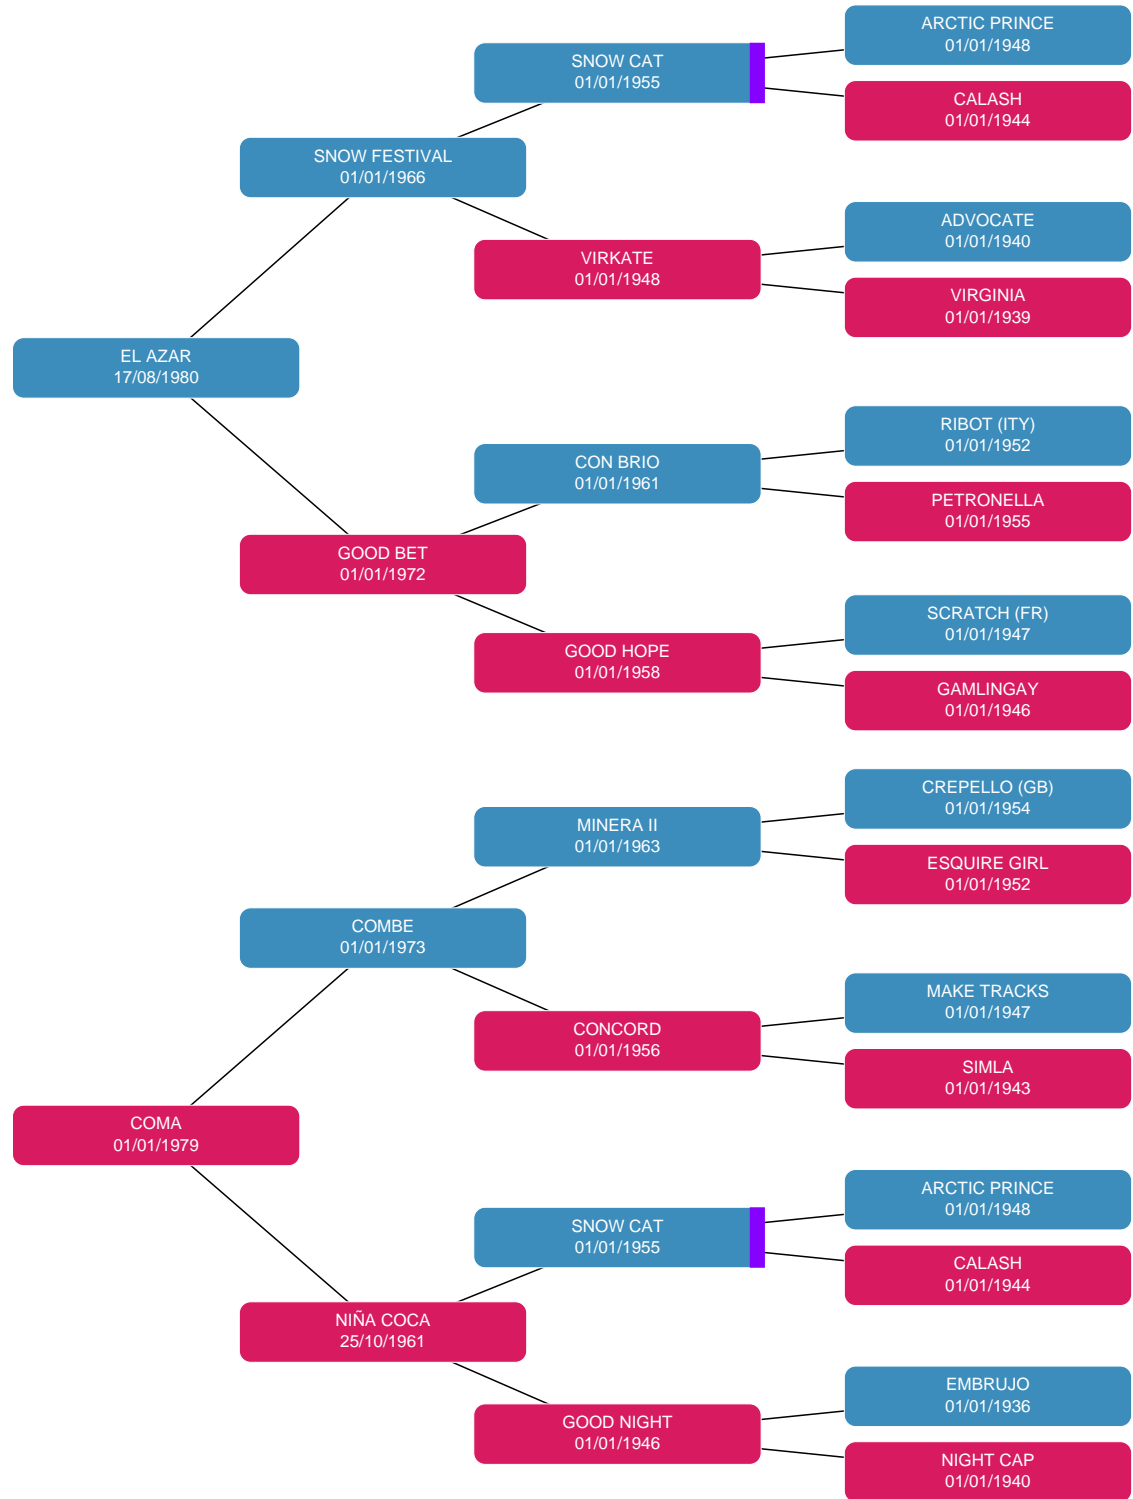 ARCTIC PRINCE
01/01/1948
SNOW CAT
01/01/1955
CALASH
01/01/1944
SNOW FESTIVAL
01/01/1966
ADVOCATE
01/01/1940
VIRKATE
01/01/1948
VIRGINIA
01/01/1939
EL AZAR
17/08/1980
RIBOT (ITY)
01/01/1952
CON BRIO
01/01/1961
PETRONELLA
01/01/1955
GOOD BET
01/01/1972
SCRATCH (FR)
01/01/1947
GOOD HOPE
01/01/1958
GAMLINGAY
01/01/1946
CREPELLO (GB)
01/01/1954
MINERA II
01/01/1963
ESQUIRE GIRL
01/01/1952
COMBE
01/01/1973
MAKE TRACKS
01/01/1947
CONCORD
01/01/1956
SIMLA
01/01/1943
COMA
01/01/1979
ARCTIC PRINCE
01/01/1948
SNOW CAT
01/01/1955
CALASH
01/01/1944
NIÑA COCA
25/10/1961
EMBRUJO
01/01/1936
GOOD NIGHT
01/01/1946
NIGHT CAP
01/01/1940